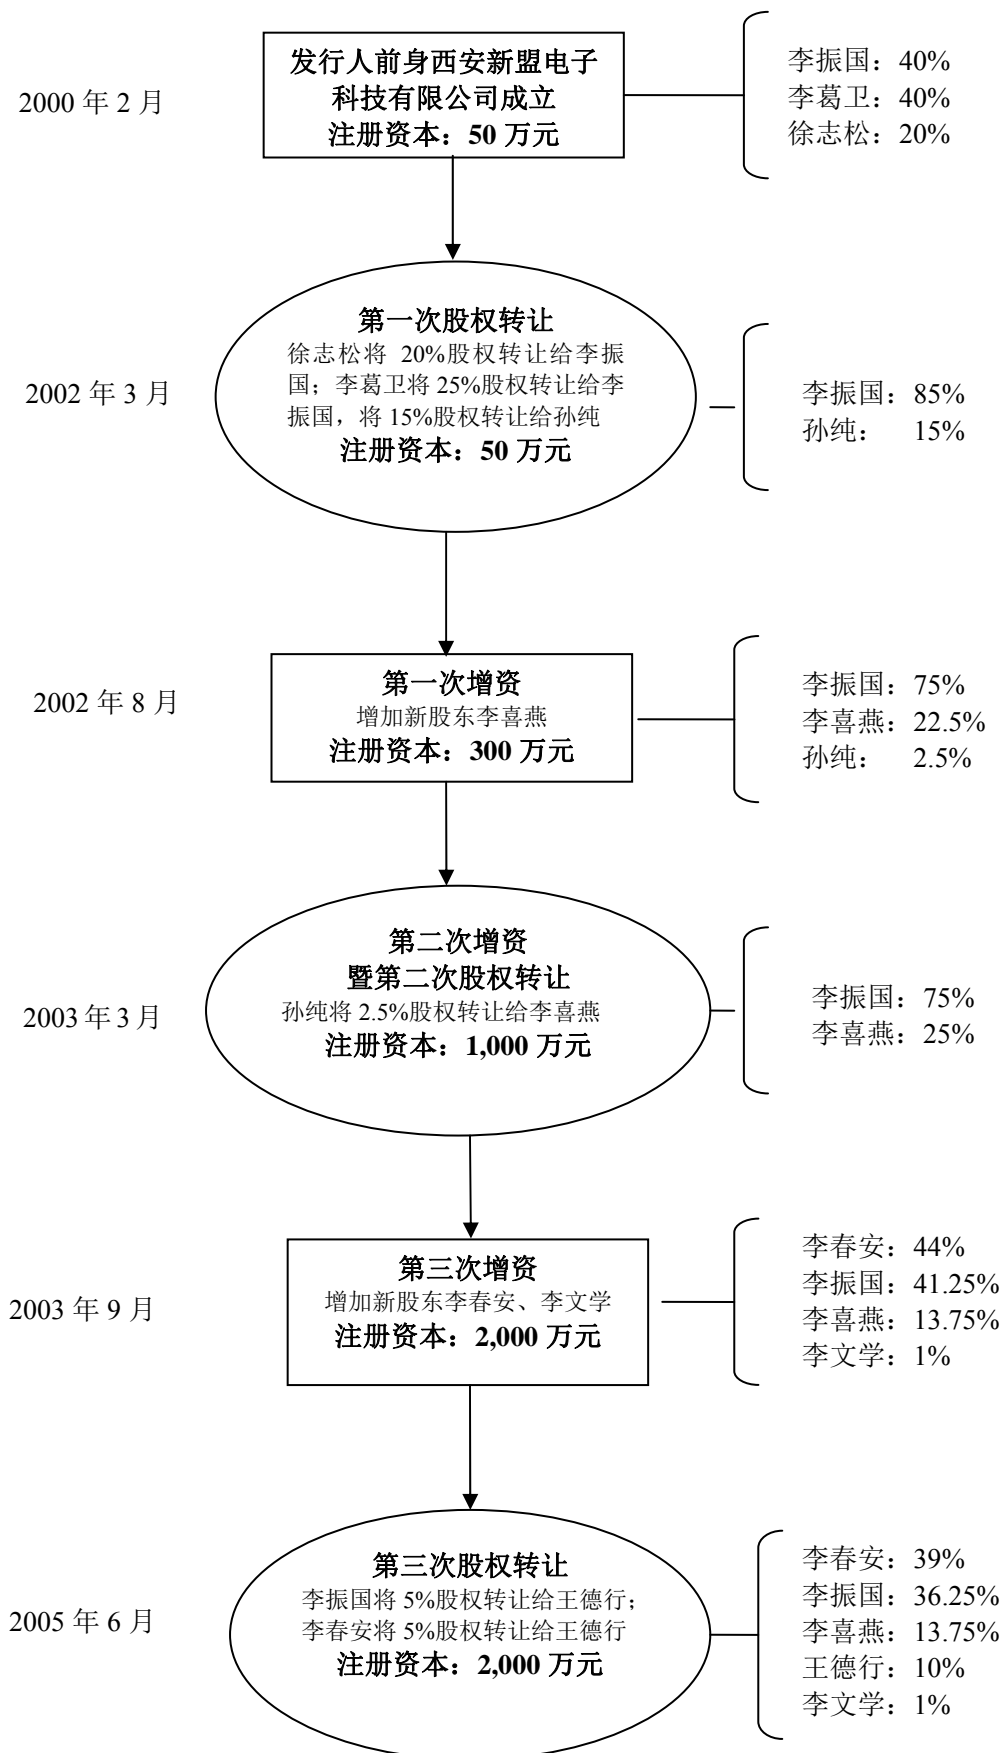 2000 年 2 月
发行人前身西安新盟电子
科技有限公司成立
注册资本：50 万元
李振国：40%
李葛卫：40%
徐志松：20%
2002 年 3 月
第一次股权转让
徐志松将 20%股权转让给李振
国；李葛卫将 25%股权转让给李
振国，将 15%股权转让给孙纯
注册资本：50 万元
李振国：85%
孙纯： 15%
2002 年 8 月
第一次增资
增加新股东李喜燕
注册资本：300 万元
李振国：75%
李喜燕：22.5%
孙纯： 2.5%
2003 年 3 月
第二次增资
暨第二次股权转让
孙纯将 2.5%股权转让给李喜燕
注册资本：1,000 万元
李振国：75%
李喜燕：25%
2003 年 9 月
第三次增资
增加新股东李春安、李文学
注册资本：2,000 万元
李春安：44%
李振国：41.25%
李喜燕：13.75%
李文学：1%
2005 年 6 月
第三次股权转让
李振国将 5%股权转让给王德行；
李春安将 5%股权转让给王德行
注册资本：2,000 万元
李春安：39%
李振国：36.25%
李喜燕：13.75%
王德行：10%
李文学：1%